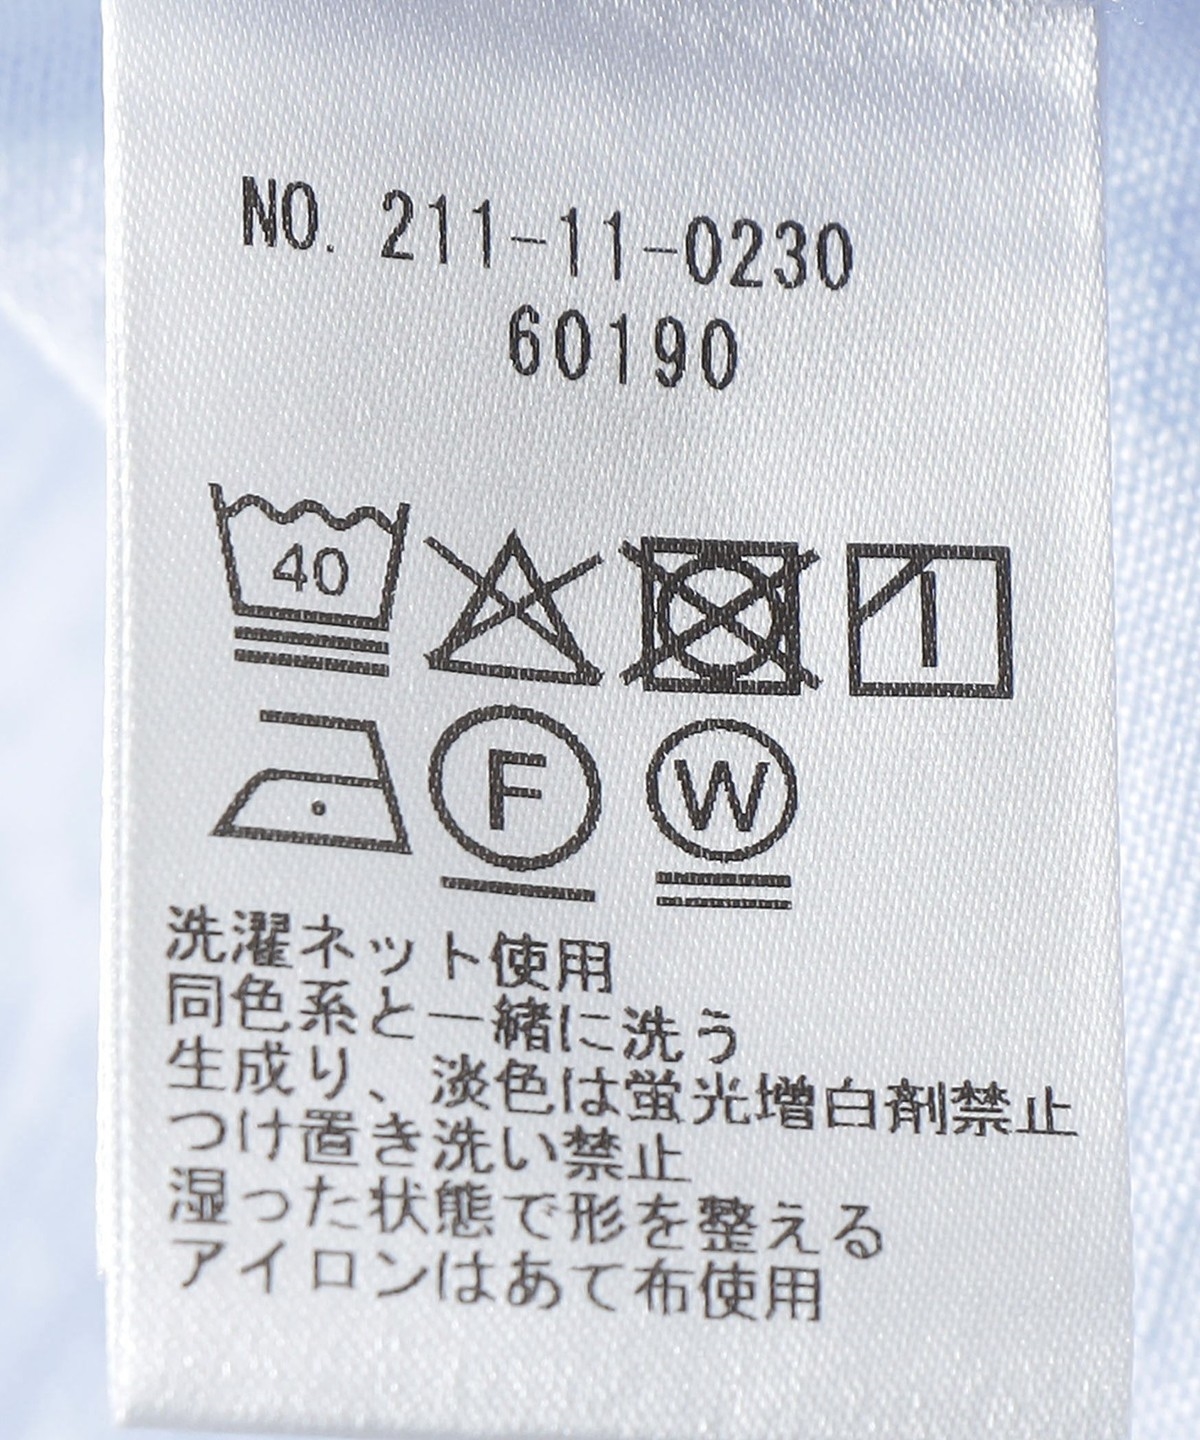 NO. 211-11-0230
60190
40
F W
洗濯ネット使用
同色系と一緒に洗う
生成り、淡色は蛍光増白剤禁止
つけ置き洗い禁止
湿った状態で形を整える
アイロンはあて布使用